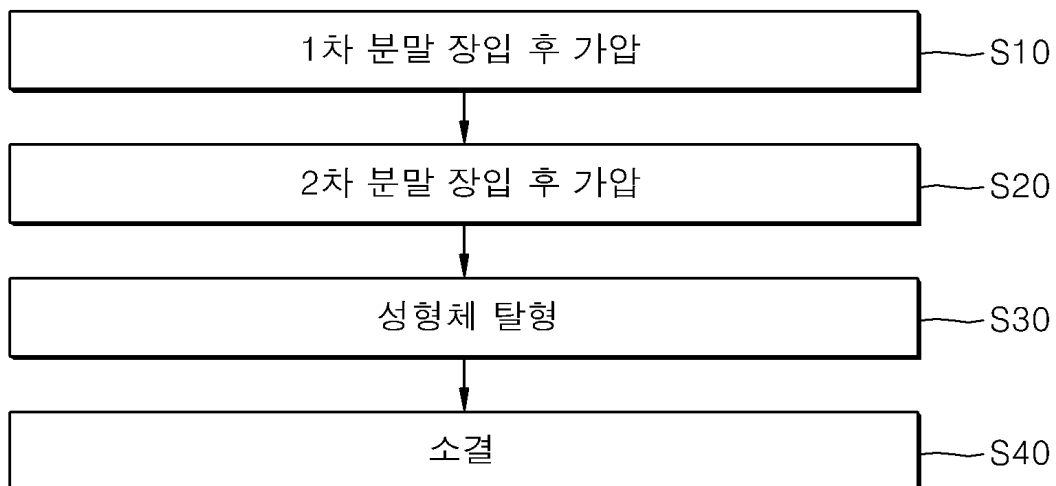 1차 분말 장입 후 가압 S10
2차 분말 장입 후 가압 S20
성형체 탈형 S30
소결 S40